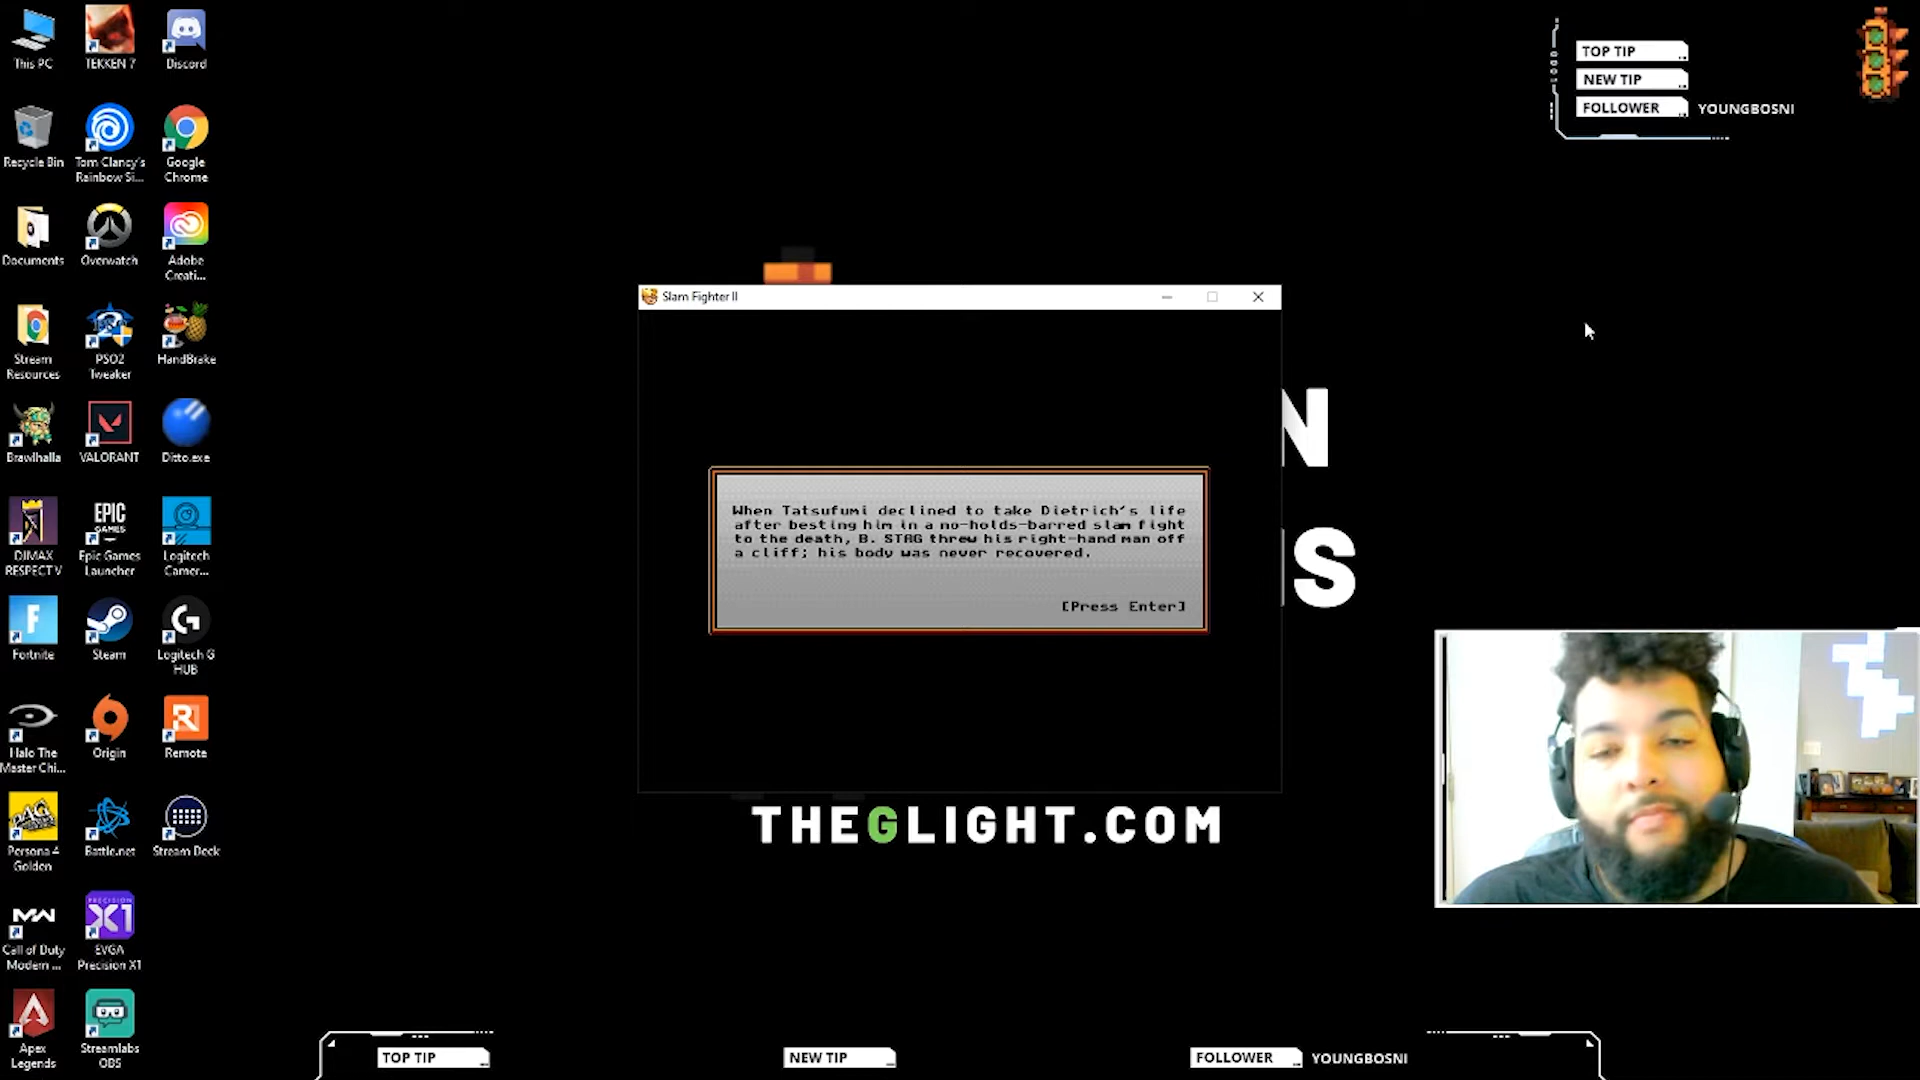 This PC
TEKKEN 7
Discord
Recycle Bin
Tom Clancy's
Rainbow Si...
Google
Chrome
Documents
Overwatch
Adobe
Creati...
Stream
Resources
PSO2
Tweaker
HandBrake
Brawlhalla
VALORANT
Ditto.exe
DJMAX
RESPECT V
EPIC
GAMES
Epic Games
Launcher
Logitech
Camer...
Fortnite
Steam
Logitech G
HUB
Halo The
Master Chi...
Origin
Remote
Persona 4
Golden
Battle.net
Stream Deck
Call of Duty
Modern ...
PRECISION
X1
EVGA
Precision X1
Apex
Legends
Streamlabs
OBS
TOP TIP
NEW TIP
FOLLOWER YOUNGBOSNI
Slam Fighter II
When Tatsufumi declined to take Dietrich's life
after besting him in a no-holds-barred slam fight
to the death, B. STAG threw his right-hand man off
a cliff; his body was never recovered.
[Press Enter]
N
S
THEGLIGHT.COM
TOP TIP
NEW TIP
FOLLOWER YOUNGBOSNI